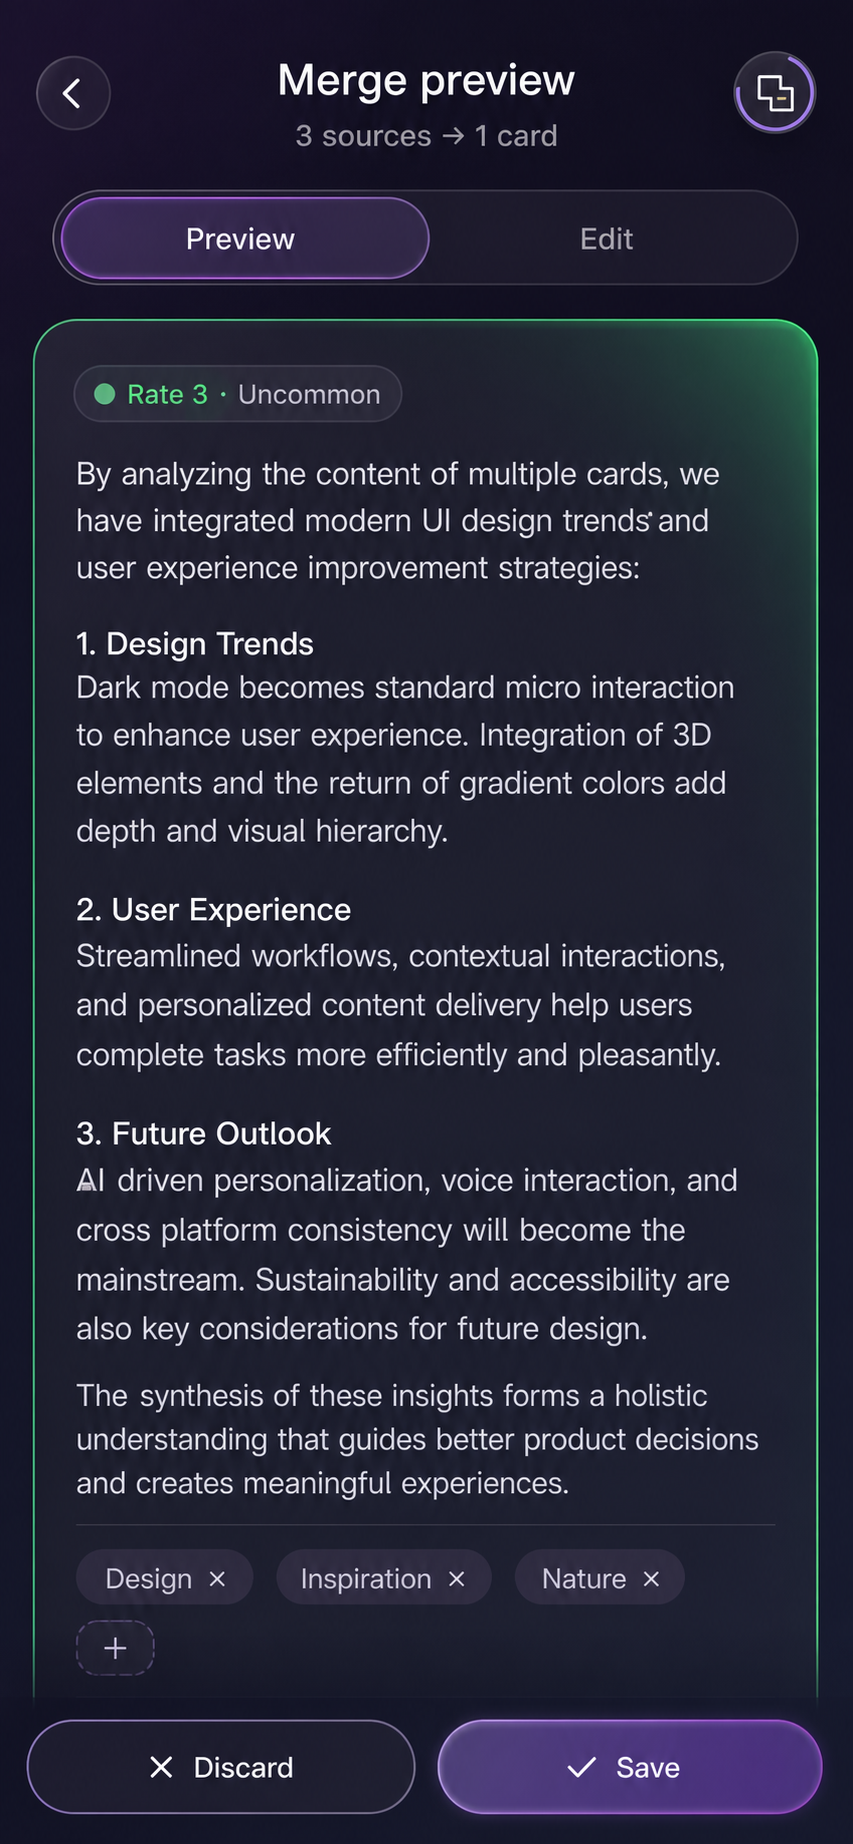 Merge preview
3 sources → 1 card
Preview
Edit
Rate 3 · Uncommon
By analyzing the content of multiple cards, we
have integrated modern UI design trends and
user experience improvement strategies:
1. Design Trends
Dark mode becomes standard micro interaction
to enhance user experience. Integration of 3D
elements and the return of gradient colors add
depth and visual hierarchy.
2. User Experience
Streamlined workflows, contextual interactions,
and personalized content delivery help users
complete tasks more efficiently and pleasantly.
3. Future Outlook
AI driven personalization, voice interaction, and
cross platform consistency will become the
mainstream. Sustainability and accessibility are
also key considerations for future design.
The synthesis of these insights forms a holistic
understanding that guides better product decisions
and creates meaningful experiences.
Design × Inspiration × Nature ×
+
× Discard
✓ Save